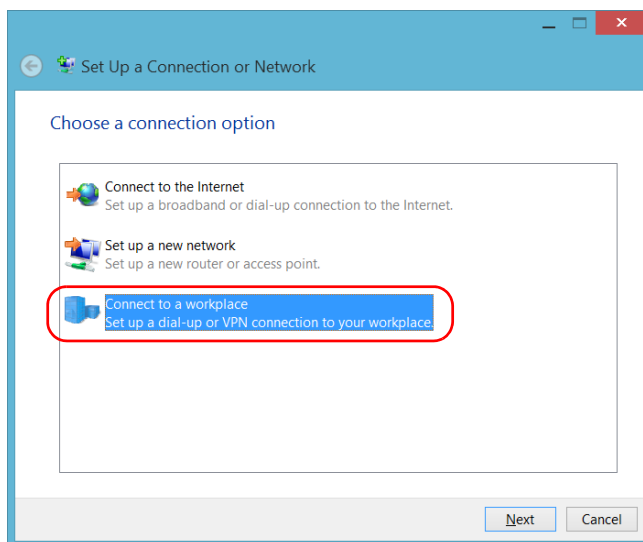 Set Up a Connection or Network
Choose a connection option
Connect to the Internet
Set up a broadband or dial-up connection to the Internet.
Set up a new network
Set up a new router or access point.
Connect to a workplace
Set up a dial-up or VPN connection to your workplace.
Next Cancel